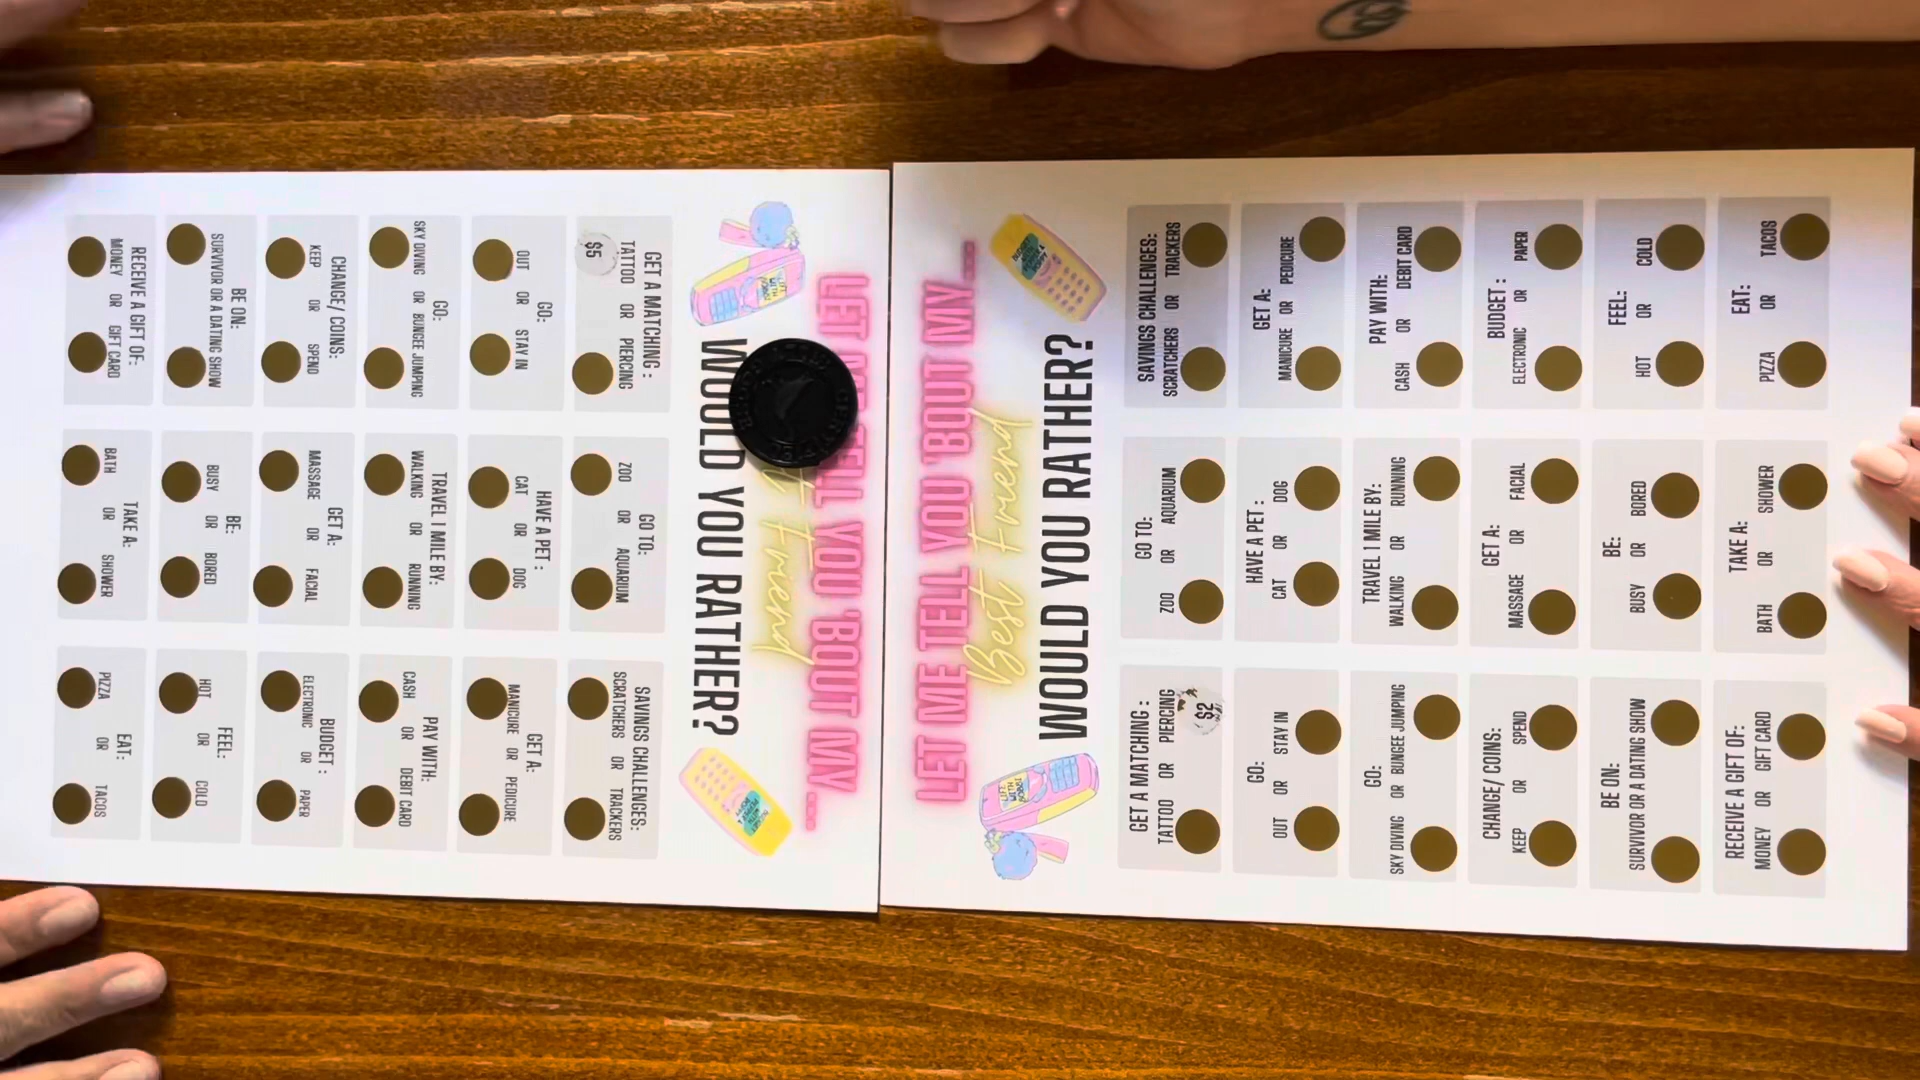 LET ME TELL YOU 'BOUT MY...
WOULD YOU RATHER?
GET A MATCHING :
TATTOO OR PIERCING
$5
GO:
OUT OR STAY IN
GO:
SKY DIVING OR BUNGEE JUMPING
CHANGE/ COINS:
KEEP OR SPEND
BE ON:
SURVIVOR OR A DATING SHOW
RECEIVE A GIFT OF:
MONEY OR GIFT CARD
GO TO:
ZOO OR AQUARIUM
HAVE A PET :
CAT OR DOG
TRAVEL 1 MILE BY:
WALKING OR RUNNING
GET A:
MASSAGE OR FACIAL
BE:
BUSY OR BORED
TAKE A:
BATH OR SHOWER
SAVINGS CHALLENGES:
SCRATCHERS OR TRACKERS
GET A:
MANICURE OR PEDICURE
PAY WITH:
CASH OR DEBIT CARD
BUDGET :
ELECTRONIC OR PAPER
FEEL:
HOT OR COLD
EAT:
PIZZA OR TACOS
LET ME TELL YOU 'BOUT MY...
Best Friend
WOULD YOU RATHER?
GET A MATCHING :
TATTOO OR PIERCING
$2
GO:
OUT OR STAY IN
GO:
SKY DIVING OR BUNGEE JUMPING
CHANGE/ COINS:
KEEP OR SPEND
BE ON:
SURVIVOR OR A DATING SHOW
RECEIVE A GIFT OF:
MONEY OR GIFT CARD
GO TO:
ZOO OR AQUARIUM
HAVE A PET :
CAT OR DOG
TRAVEL 1 MILE BY:
WALKING OR RUNNING
GET A:
MASSAGE OR FACIAL
BE:
BUSY OR BORED
TAKE A:
BATH OR SHOWER
SAVINGS CHALLENGES:
SCRATCHERS OR TRACKERS
GET A:
MANICURE OR PEDICURE
PAY WITH:
CASH OR DEBIT CARD
BUDGET :
ELECTRONIC OR PAPER
FEEL:
HOT OR COLD
EAT:
PIZZA OR TACOS